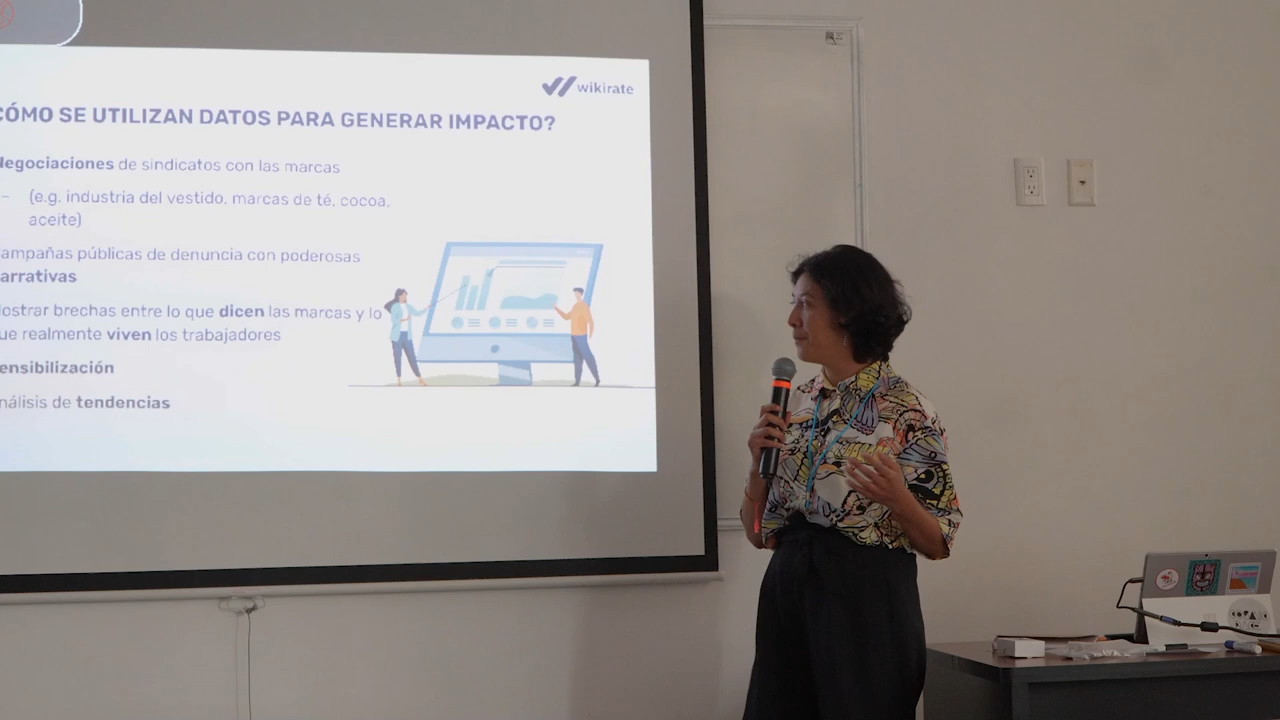 wikirate
CÓMO SE UTILIZAN DATOS PARA GENERAR IMPACTO?
Negociaciones de sindicatos con las marcas
– (e.g. industria del vestido, marcas de té, cocoa,
aceite)
ampañas públicas de denuncia con poderosas
arrativas
ostrar brechas entre lo que dicen las marcas y lo
ue realmente viven los trabajadores
ensibilización
nálisis de tendencias